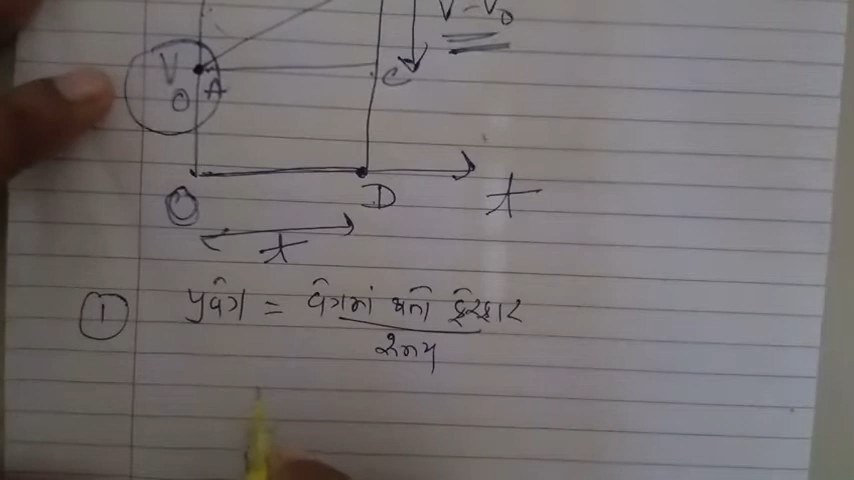 V - V₀
V₀ A
C
O
D
t
t
① પ્રવેગ = વેગમાં થતો ફેરફાર
સમય